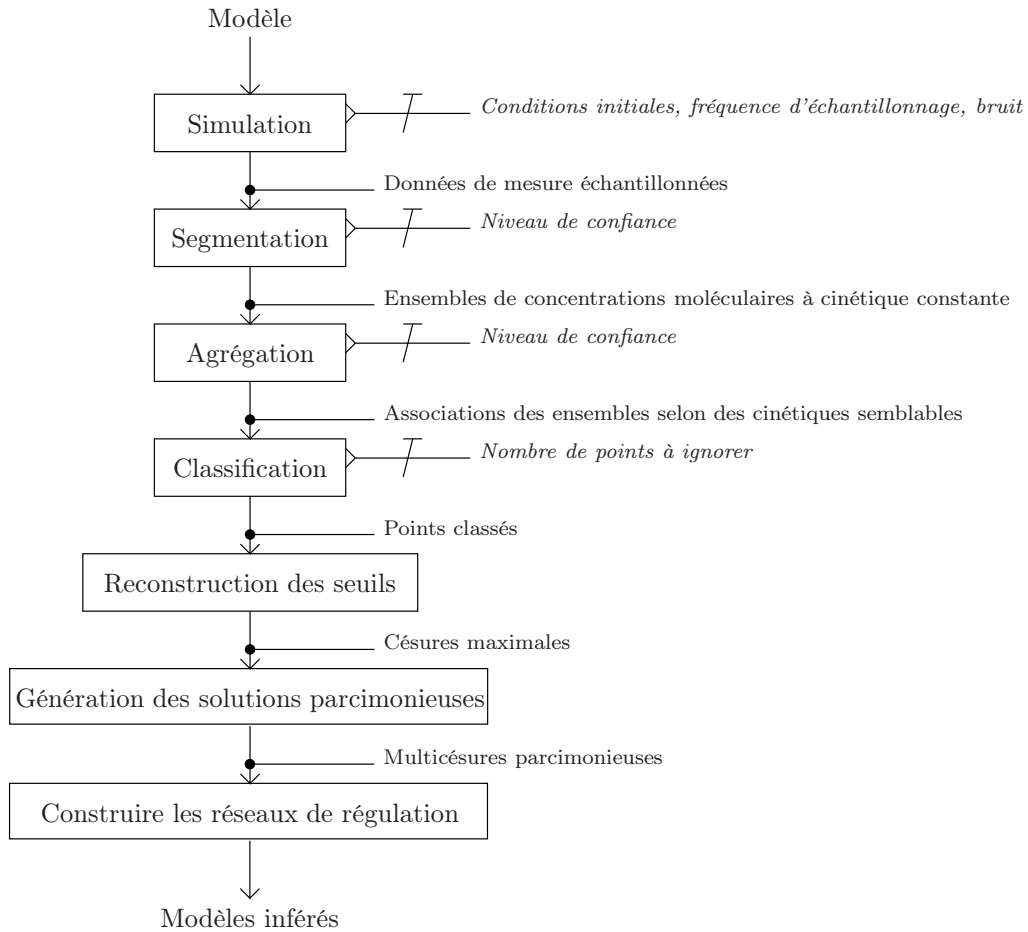 Modèle
Simulation
Conditions initiales, fréquence d'échantillonnage, bruit
Données de mesure échantillonnées
Segmentation
Niveau de confiance
Ensembles de concentrations moléculaires à cinétique constante
Agrégation
Niveau de confiance
Associations des ensembles selon des cinétiques semblables
Classification
Nombre de points à ignorer
Points classés
Reconstruction des seuils
Césures maximales
Génération des solutions parcimonieuses
Multicésures parcimonieuses
Construire les réseaux de régulation
Modèles inférés